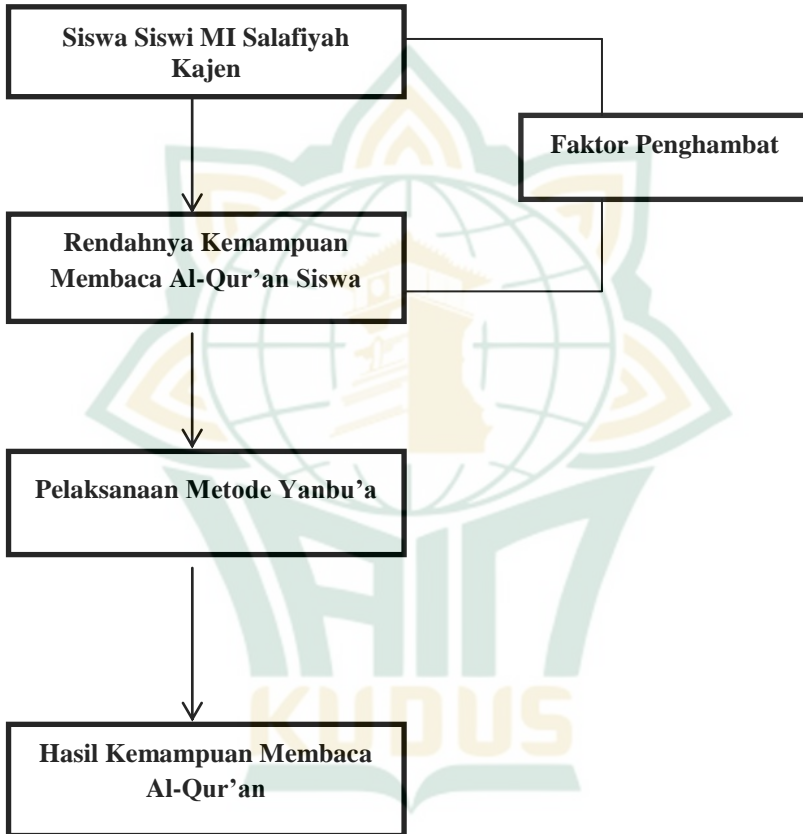 Siswa Siswi MI Salafiyah
Kajen
Faktor Penghambat
Rendahnya Kemampuan
Membaca Al-Qur’an Siswa
Pelaksanaan Metode Yanbu’a
IAIN
KUDUS
Hasil Kemampuan Membaca
Al-Qur’an